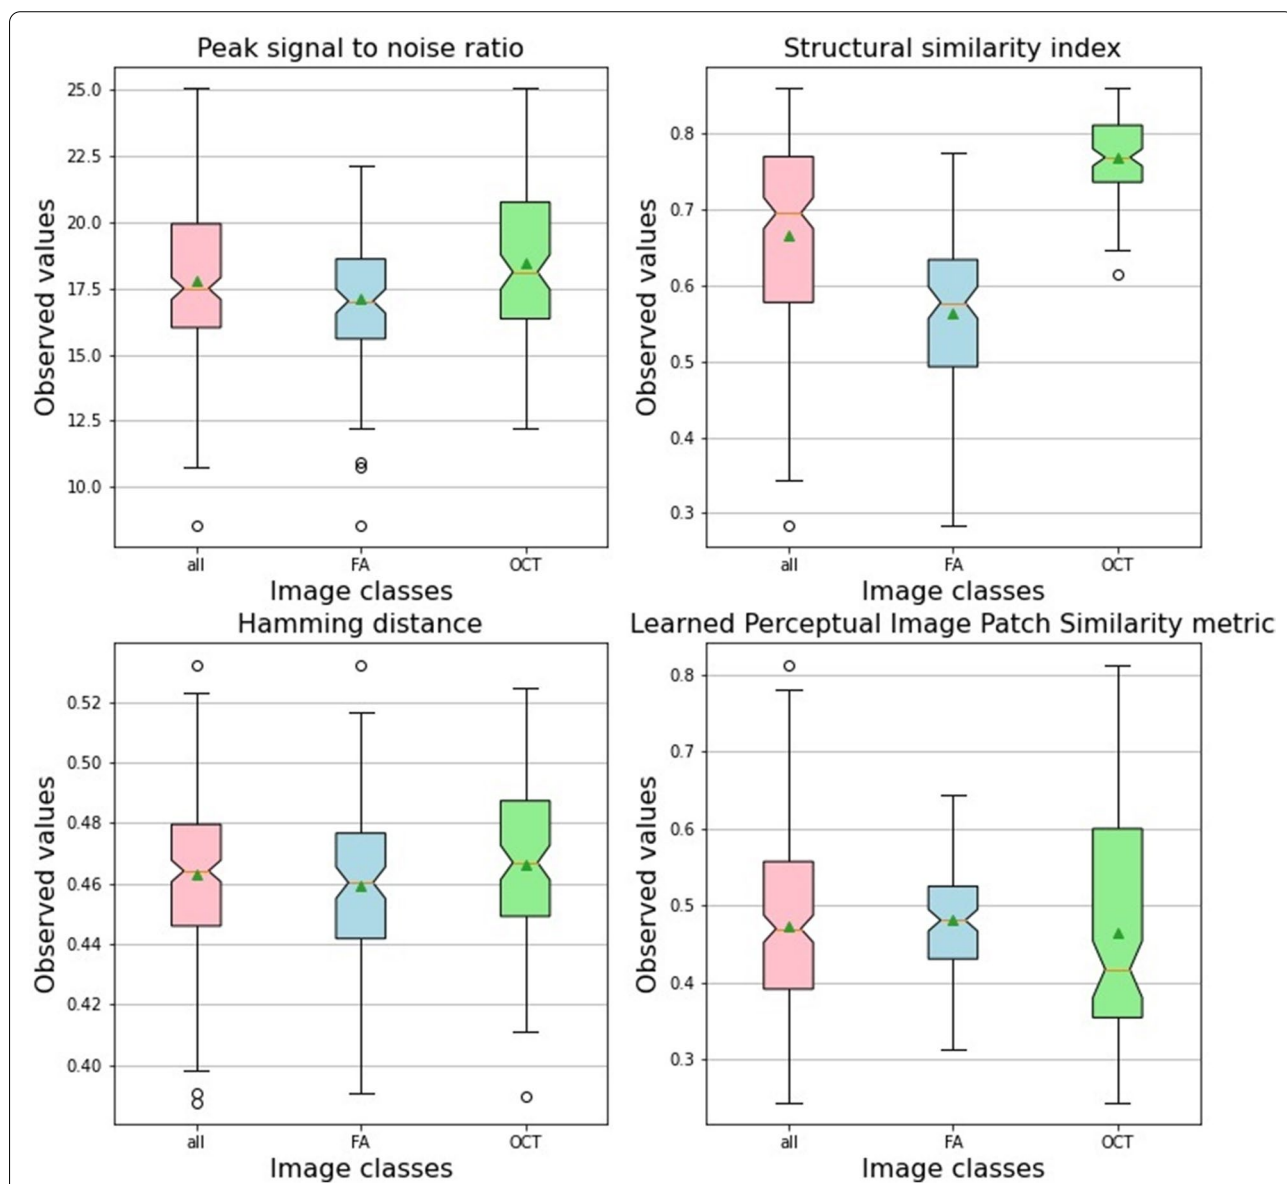 Peak signal to noise ratio
Observed values
25.0
22.5
20.0
17.5
15.0
12.5
10.0
all FA OCT
Image classes
Structural similarity index
Observed values
0.8
0.7
0.6
0.5
0.4
0.3
all FA OCT
Image classes
Hamming distance
Observed values
0.52
0.50
0.48
0.46
0.44
0.42
0.40
all FA OCT
Image classes
Learned Perceptual Image Patch Similarity metric
Observed values
0.8
0.7
0.6
0.5
0.4
0.3
all FA OCT
Image classes